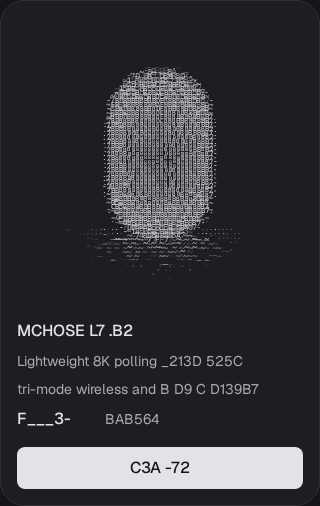 MCHOSE L7 .B2
Lightweight 8K polling _213D 525C
tri-mode wireless and B D9 C D139B7
F___3- BAB564
C3A -72